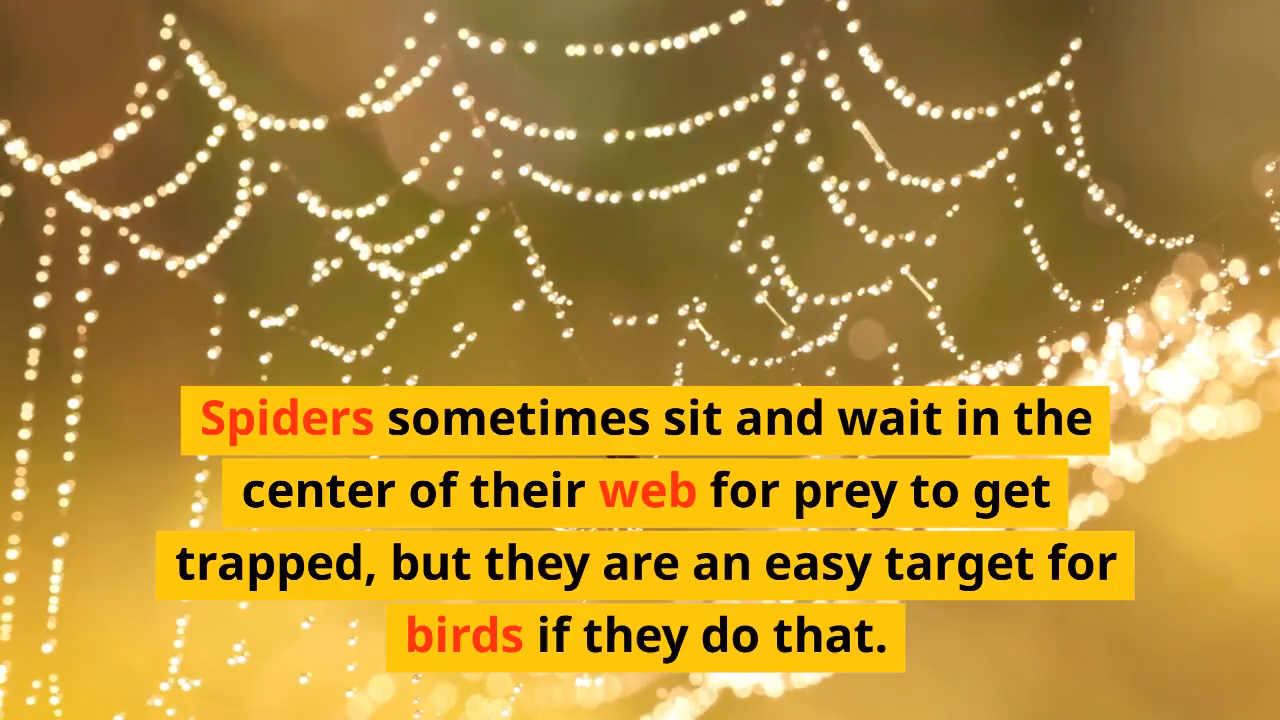 Spiders sometimes sit and wait in the
center of their web for prey to get
trapped, but they are an easy target for
birds if they do that.